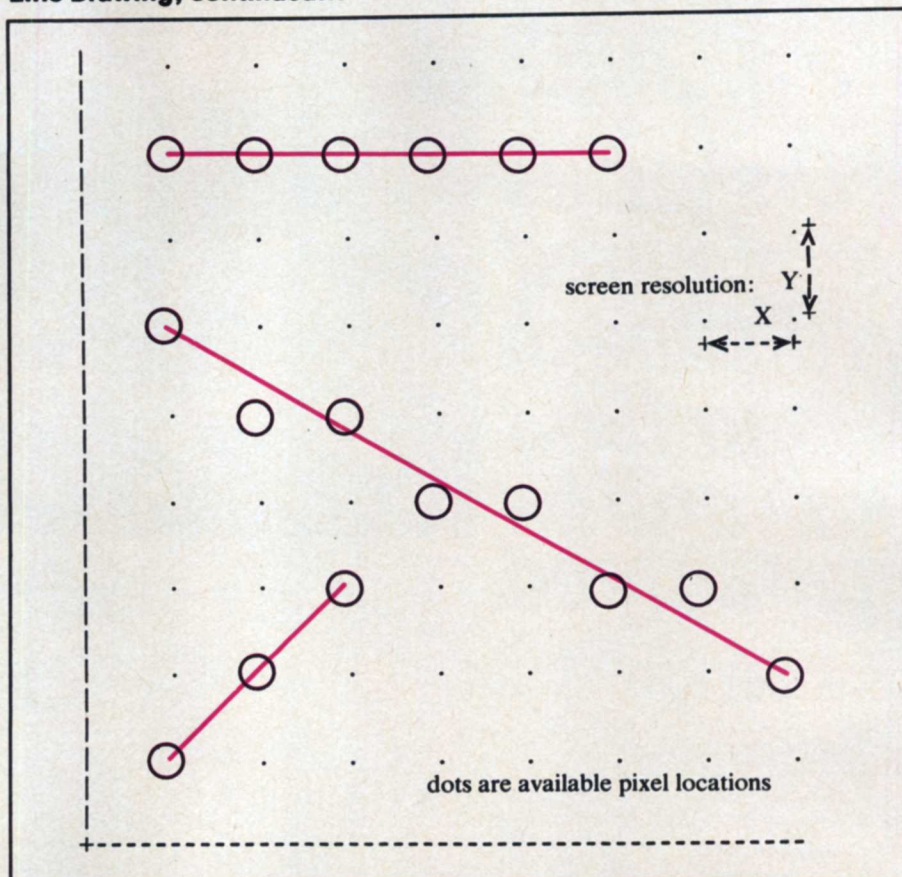 Line Drawing, continued...
screen resolution:
Y
X
dots are available pixel locations